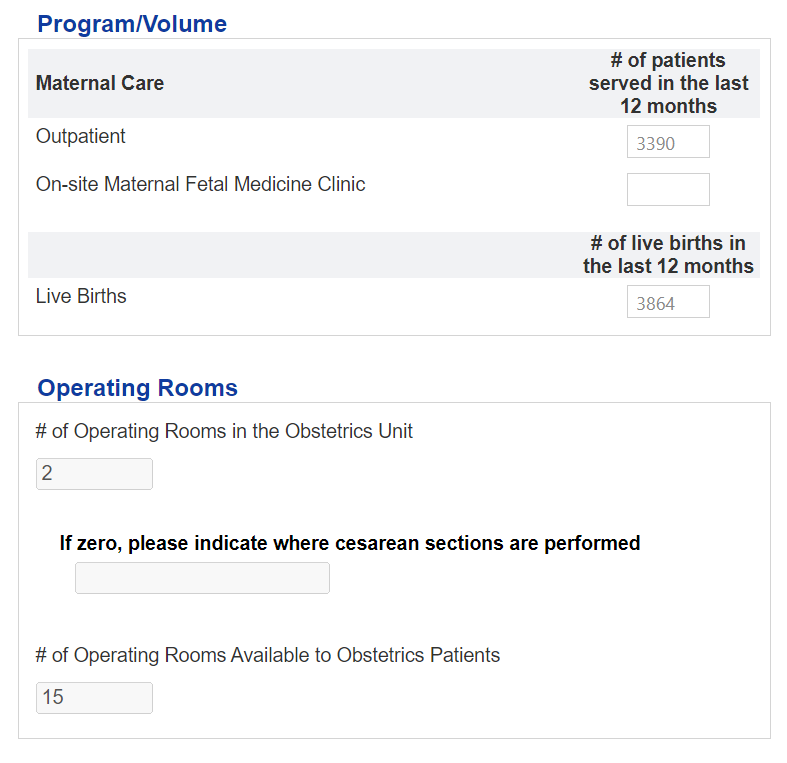 Program/Volume
# of patients
served in the last
12 months
Maternal Care
Outpatient
3390
On-site Maternal Fetal Medicine Clinic
# of live births in
the last 12 months
Live Births
3864
Operating Rooms
# of Operating Rooms in the Obstetrics Unit
2
If zero, please indicate where cesarean sections are performed
# of Operating Rooms Available to Obstetrics Patients
15